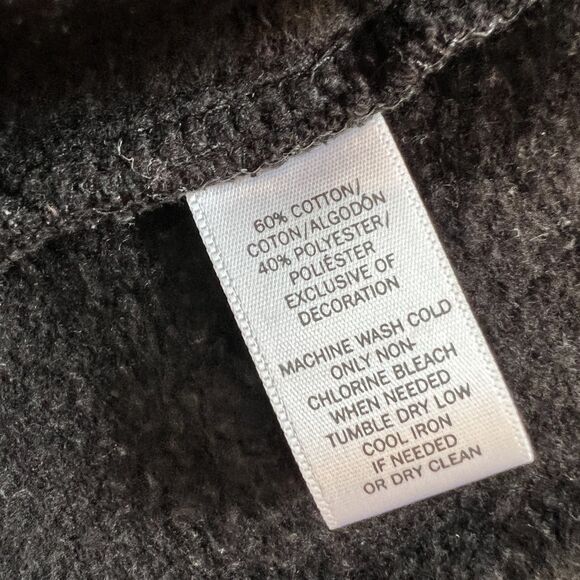 60% COTTON/
COTON/ALGODÓN
40% POLYESTER/
POLIÉSTER
EXCLUSIVE OF
DECORATION
MACHINE WASH COLD
ONLY NON-
CHLORINE BLEACH
WHEN NEEDED
TUMBLE DRY LOW
COOL IRON
IF NEEDED
OR DRY CLEAN